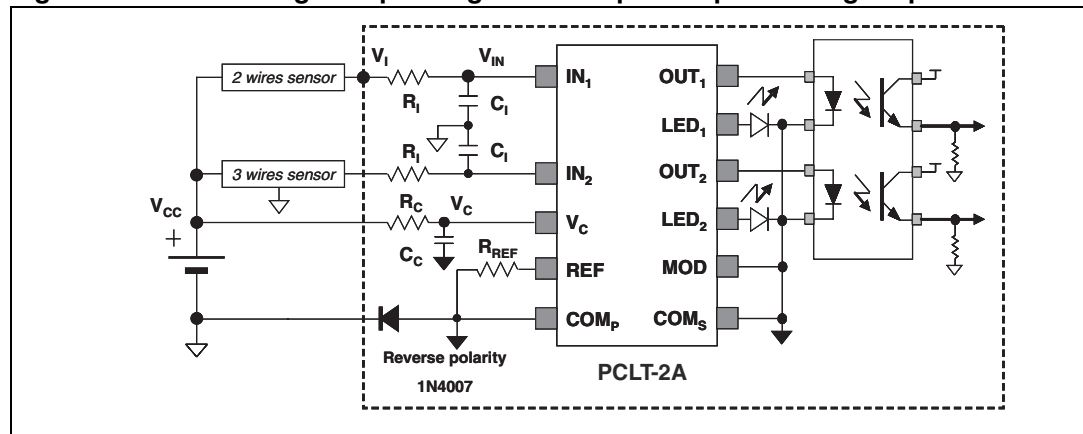 V_I
V_IN
2 wires sensor
R_I
C_I
IN_1
OUT_1
LED_1
C_I
R_I
3 wires sensor
IN_2
OUT_2
V_CC
R_C
V_C
V_C
LED_2
+
C_C
R_REF
REF
MOD
COM_P
COM_S
Reverse polarity
1N4007
PCLT-2A